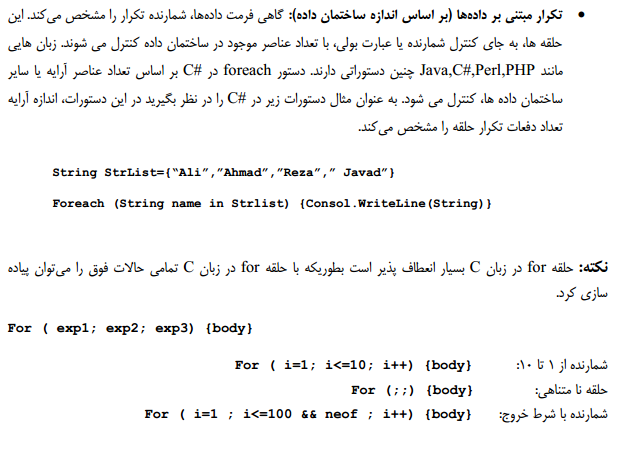 • تکرار مبتنی بر داده‌ها (بر اساس اندازه ساختمان داده): گاهی فرمت داده‌ها، شمارنده تکرار را مشخص می‌کند. این
حلقه ها، به جای کنترل شمارنده یا عبارت بولی، با تعداد عناصر موجود در ساختمان داده کنترل می شوند. زبان هایی
مانند Java,C#,Perl,PHP چنین دستوراتی دارند. دستور foreach در C# بر اساس تعداد عناصر آرایه یا سایر
ساختمان داده ها، کنترل می شود. به عنوان مثال دستورات زیر در C# را در نظر بگیرید در این دستورات، اندازه آرایه
تعداد دفعات تکرار حلقه را مشخص می‌کند.
String StrList={“Ali”,”Ahmad”,”Reza”,” Javad”}
Foreach (String name in Strlist) {Consol.WriteLine(String)}
نکته: حلقه for در زبان C بسیار انعطاف پذیر است بطوریکه با حلقه for در زبان C تمامی حالات فوق را می‌توان پیاده
سازی کرد.
For ( exp1; exp2; exp3) {body}
شمارنده از ۱ تا ۱۰: For ( i=1; i<=10; i++) {body}
حلقه نا متناهی: For (;;) {body}
شمارنده با شرط خروج: For ( i=1 ; i<=100 && neof ; i++) {body}